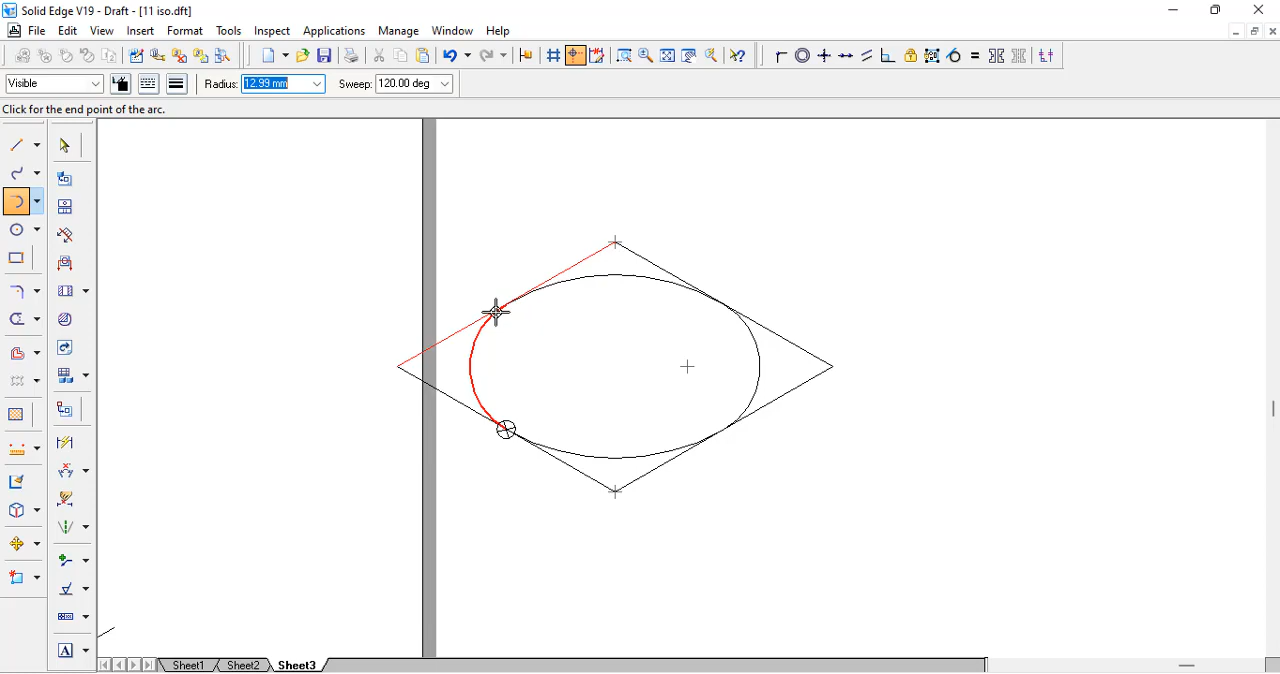 Solid Edge V19 - Draft - [11 iso.dft]
File Edit View Insert Format Tools Inspect Applications Manage Window Help
Visible Radius: 12.99 mm Sweep: 120.00 deg
Click for the end point of the arc.
A
Sheet1 Sheet2 Sheet3